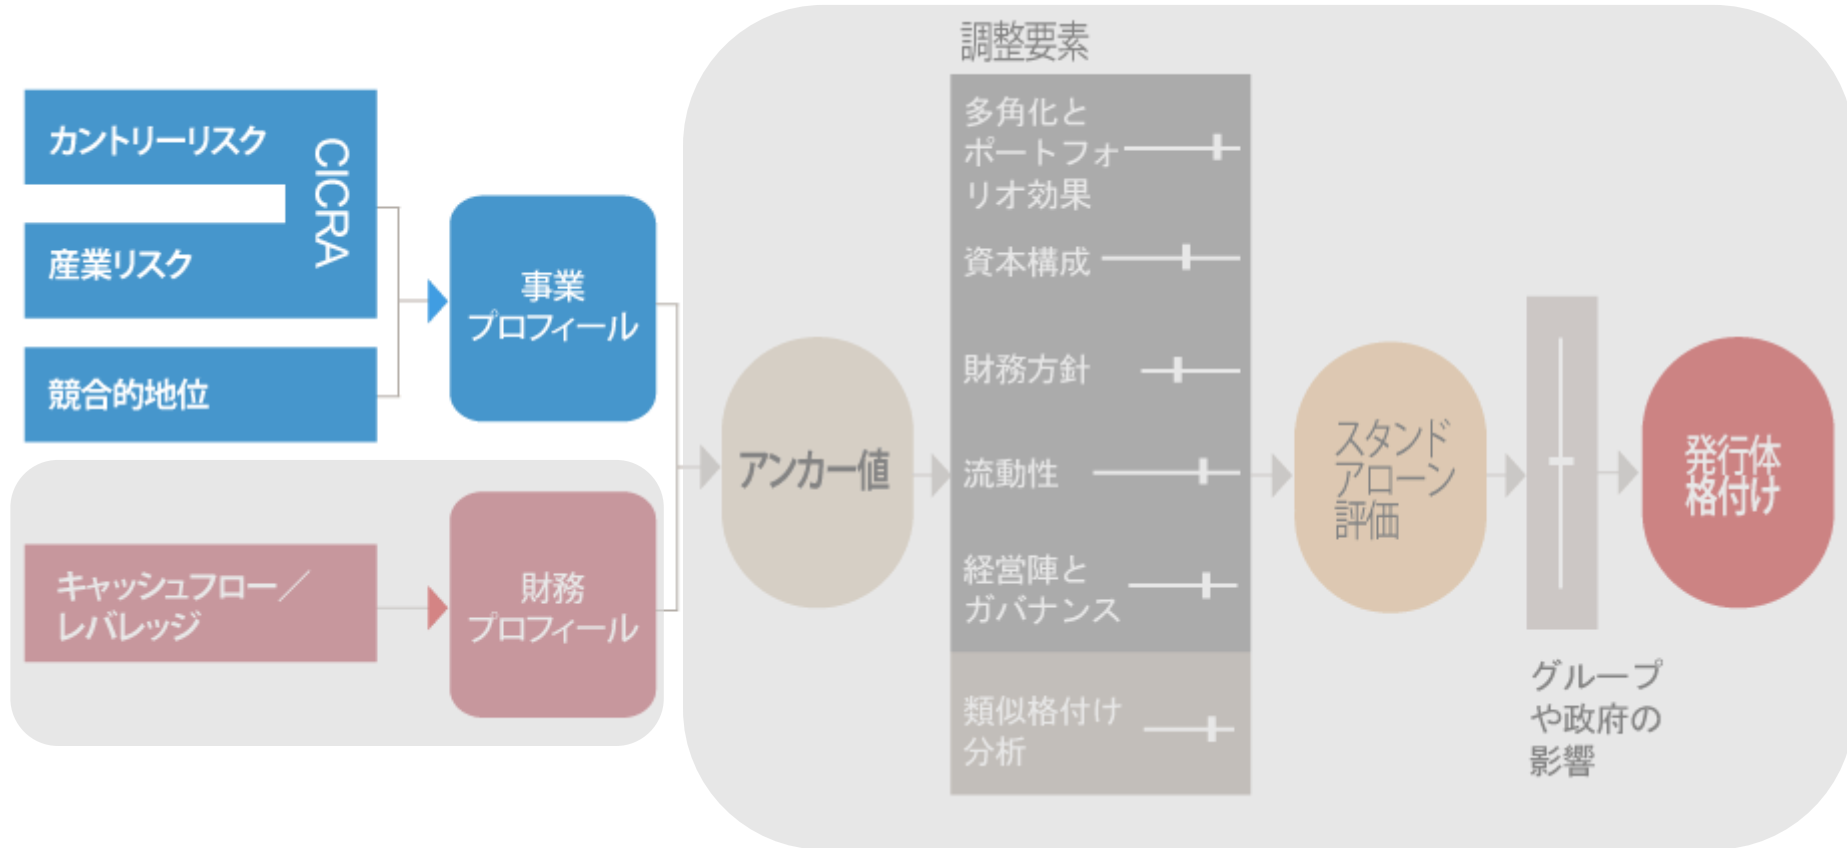 カントリーリスク
産業リスク
CICRA
競合的地位
事業
プロフィール
キャッシュフロー／
レバレッジ
財務
プロフィール
アンカー値
調整要素
多角化と
ポートフォ
リオ効果
資本構成
財務方針
流動性
経営陣と
ガバナンス
類似格付け
分析
スタンド
アローン
評価
グループ
や政府の
影響
発行体
格付け